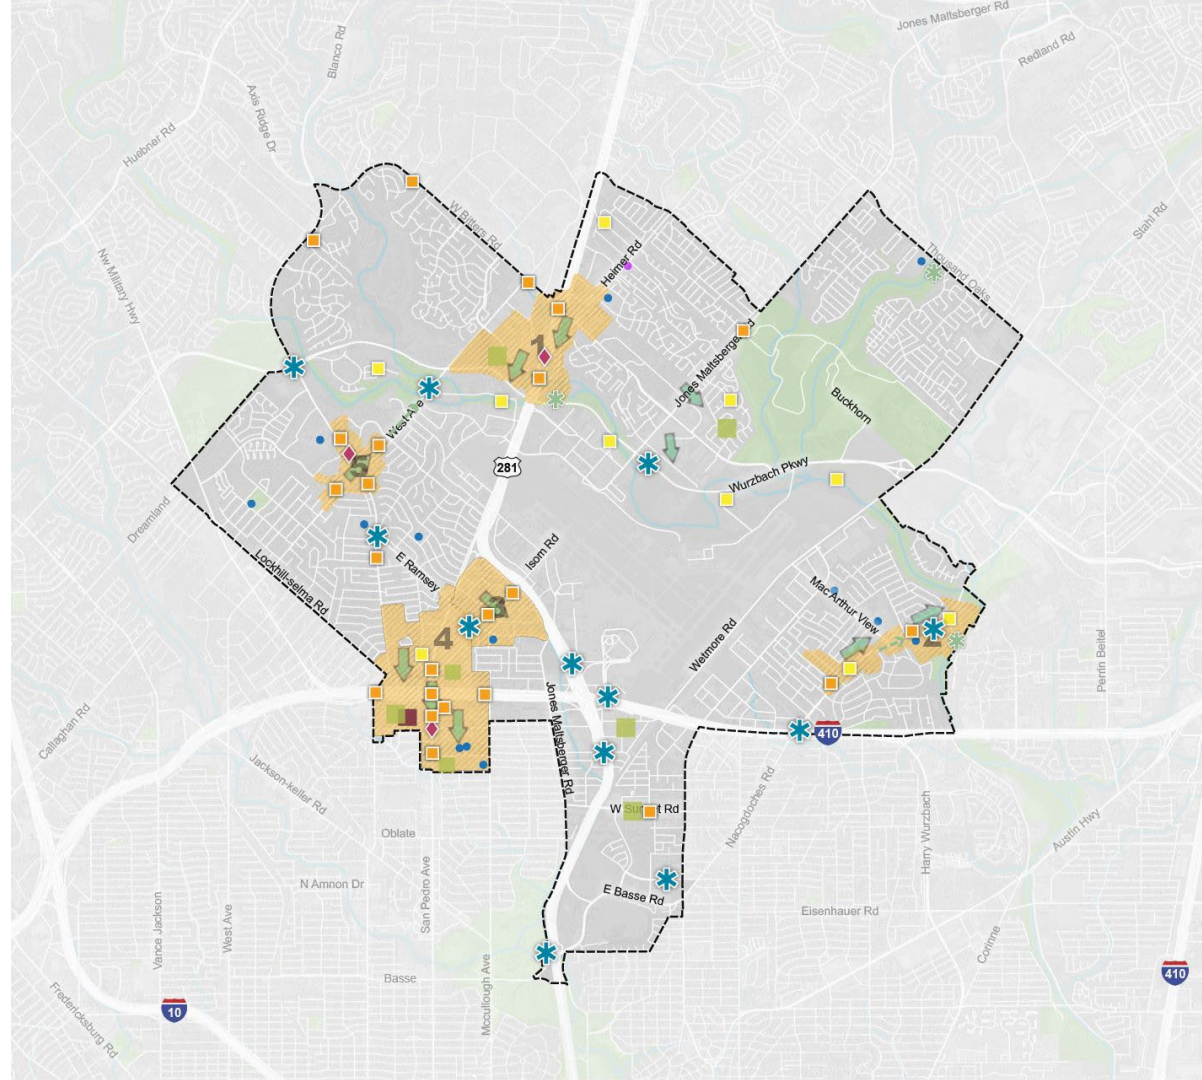 Jones Maltsberger Rd
Redland Rd
Blanco Rd
Axis Ridge Dr
Huebner Rd
W Bitters Rd
Stahl Rd
Nw Military Hwy
Heimer Rd
Thousand Oaks
1
Jones Maltsberger Rd
Buckhorn
West Ave
5
281
Wurzbach Pkwy
Dreamland
Isom Rd
Lockhill-selma Rd
E Ramsey
3
Mac Arthur View
4
2
Wetmore Rd
Perrin Beitel
Callaghan Rd
Jones Maltsberger Rd
410
Jackson-keller Rd
Nacogdoches Rd
W Sunset Rd
Harry Wurzbach
Austin Hwy
Oblate
N Amnon Dr
San Pedro Ave
E Basse Rd
Eisenhauer Rd
Vance Jackson
West Ave
Corinne
Basse
Mccullough Ave
410
10
Fredericksburg Rd